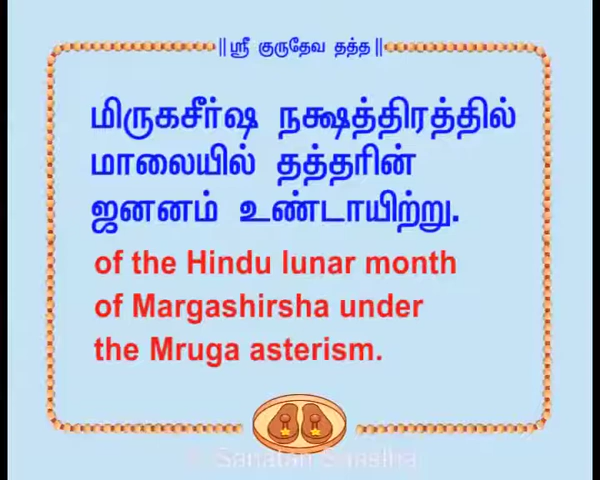 || ஸ்ரீ குருதேவ தத்த ||
மிருகசீர்ஷ நக்ஷத்திரத்தில்
மாலையில் தத்தரின்
ஜனனம் உண்டாயிற்று.
of the Hindu lunar month
of Margashirsha under
the Mruga asterism.
© Sanatan Sanstha